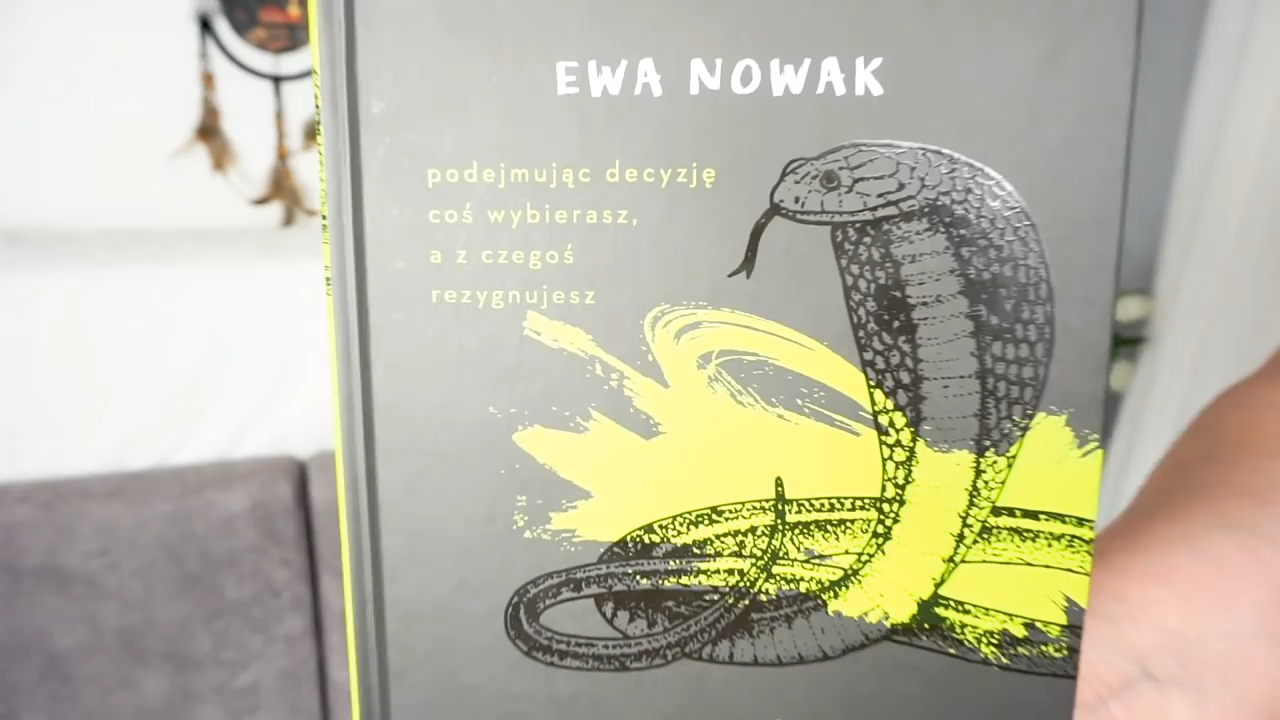 EWA NOWAK
podejmując decyzję
coś wybierasz,
a z czegoś
rezygnujesz